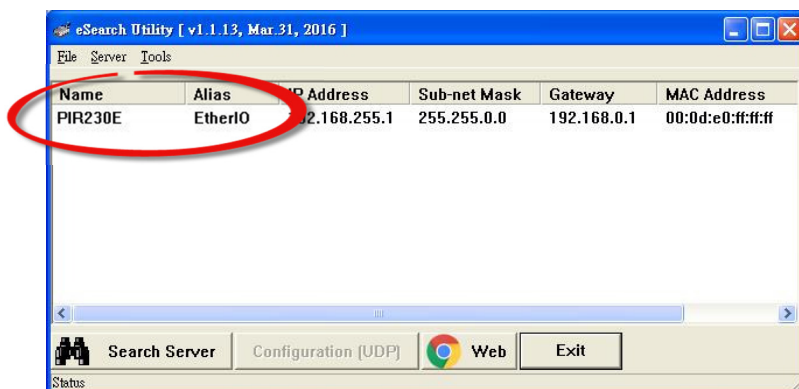 eSearch Utility [ v1.1.13, Mar.31, 2016 ]
File Server Tools
Name Alias IP Address Sub-net Mask Gateway MAC Address
PIR230E EtherIO 192.168.255.1 255.255.0.0 192.168.0.1 00:0d:e0:ff:ff:ff
Search Server Configuration (UDP) Web Exit
Status